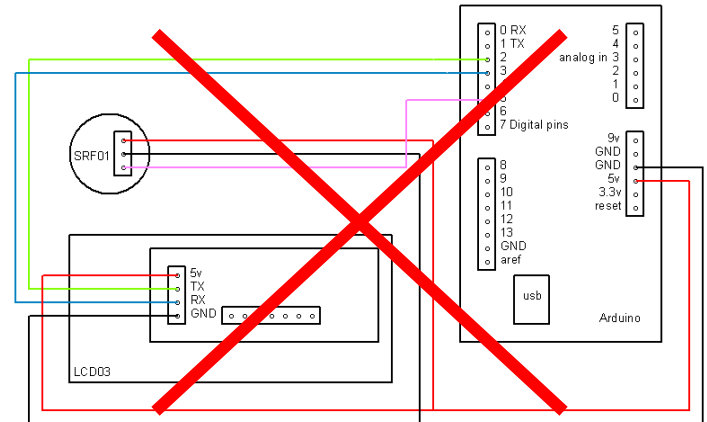 0 RX
1 TX
2
3
6
7 Digital pins
5
4
analog in 3
2
1
0
SRF01
9v
GND
GND
5v
3.3v
reset
8
9
10
11
12
13
GND
aref
5v
TX
RX
GND
usb
Arduino
LCD03